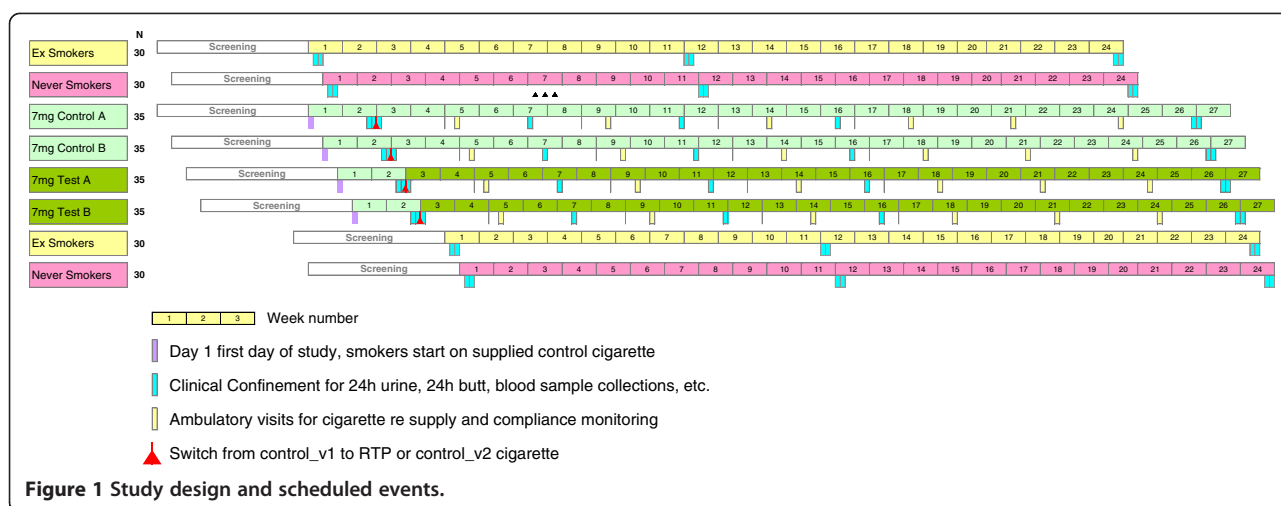 N
Ex Smokers 30 Screening 1 2 3 4 5 6 7 8 9 10 11 12 13 14 15 16 17 18 19 20 21 22 23 24
Never Smokers 30 Screening 1 2 3 4 5 6 7 8 9 10 11 12 13 14 15 16 17 18 19 20 21 22 23 24
7mg Control A 35 Screening 1 2 3 4 5 6 7 8 9 10 11 12 13 14 15 16 17 18 19 20 21 22 23 24 25 26 27
7mg Control B 35 Screening 1 2 3 4 5 6 7 8 9 10 11 12 13 14 15 16 17 18 19 20 21 22 23 24 25 26 27
7mg Test A 35 Screening 1 2 3 4 5 6 7 8 9 10 11 12 13 14 15 16 17 18 19 20 21 22 23 24 25 26 27
7mg Test B 35 Screening 1 2 3 4 5 6 7 8 9 10 11 12 13 14 15 16 17 18 19 20 21 22 23 24 25 26 27
Ex Smokers 30 Screening 1 2 3 4 5 6 7 8 9 10 11 12 13 14 15 16 17 18 19 20 21 22 23 24
Never Smokers 30 Screening 1 2 3 4 5 6 7 8 9 10 11 12 13 14 15 16 17 18 19 20 21 22 23 24
1 2 3 Week number
Day 1 first day of study, smokers start on supplied control cigarette
Clinical Confinement for 24h urine, 24h butt, blood sample collections, etc.
Ambulatory visits for cigarette re supply and compliance monitoring
Switch from control_v1 to RTP or control_v2 cigarette
Figure 1 Study design and scheduled events.